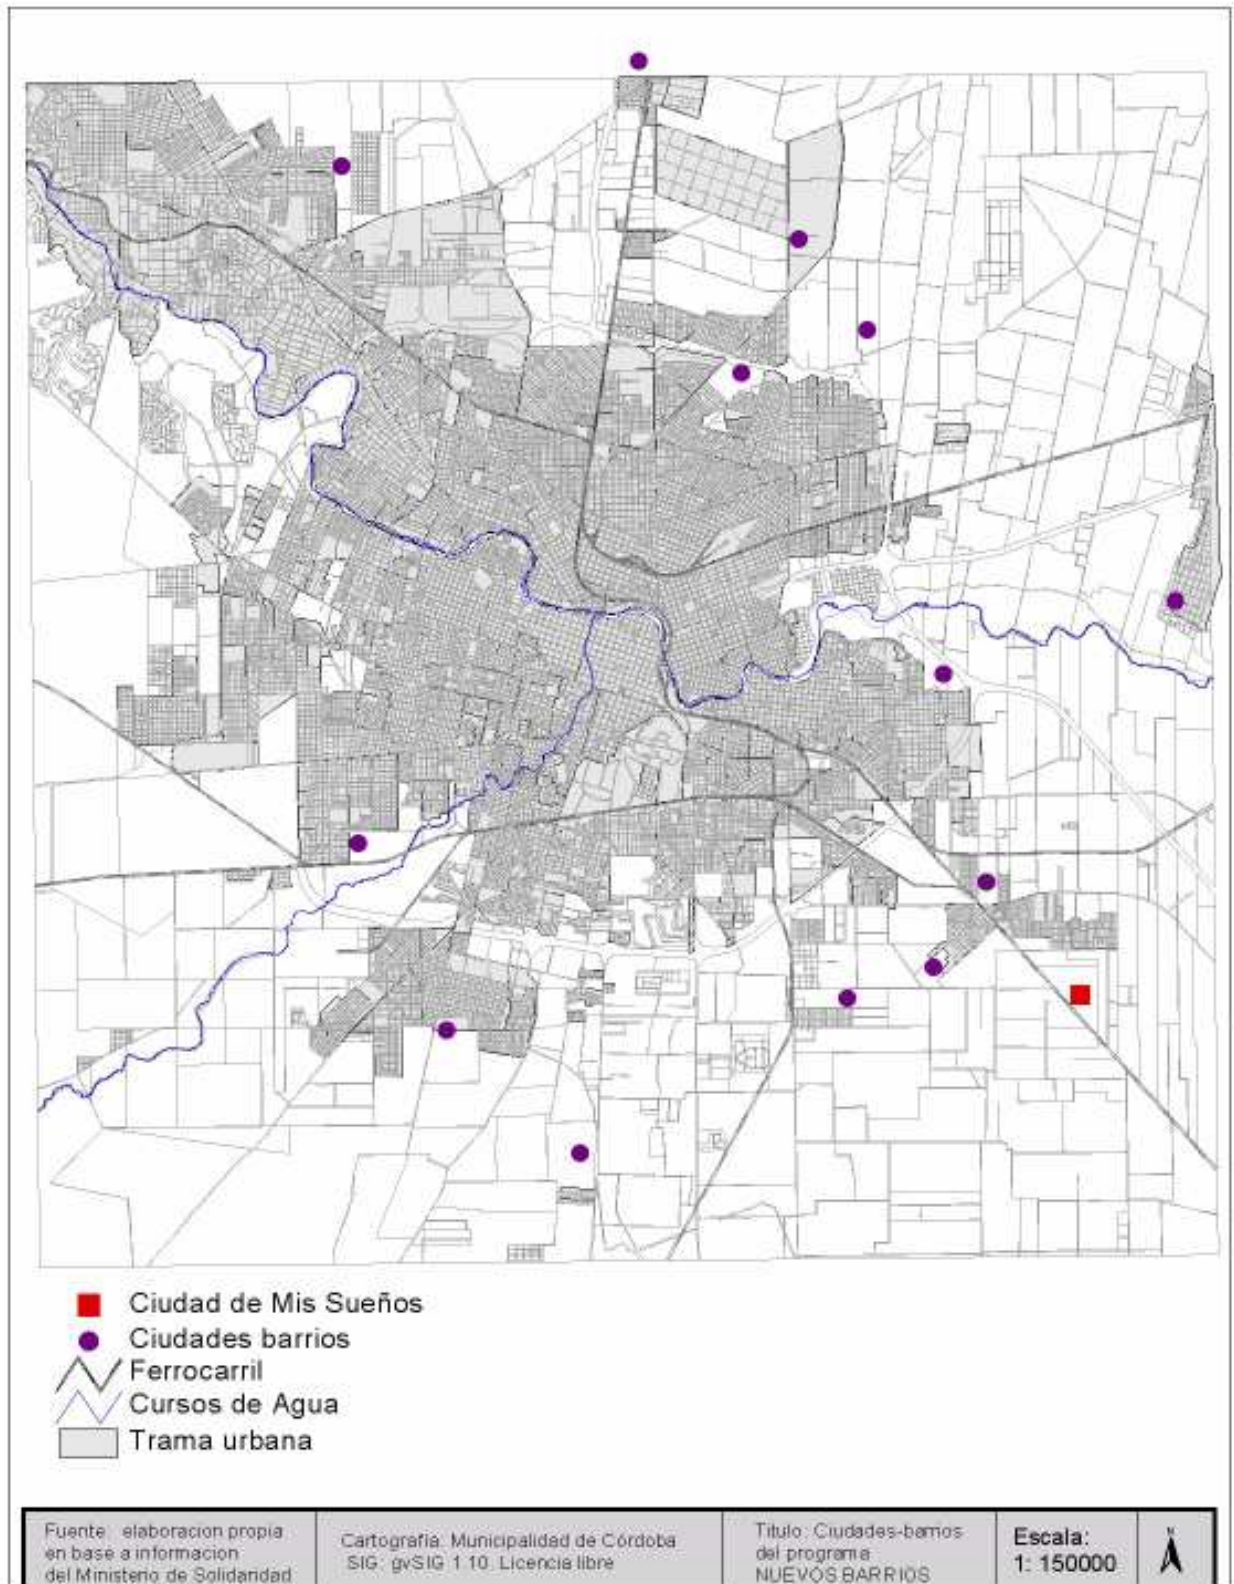 Ciudad de Mis Sueños
Ciudades barrios
Ferrocarril
Cursos de Agua
Trama urbana
Fuente: elaboracion propia
en base a informacion
del Ministerio de Solidaridad
Cartografía: Municipalidad de Córdoba
SIG: gvSIG 1.10. Licencia libre
Titulo: Ciudades-barrios
del programa
NUEVOS BARRIOS
Escala:
1: 150000
N